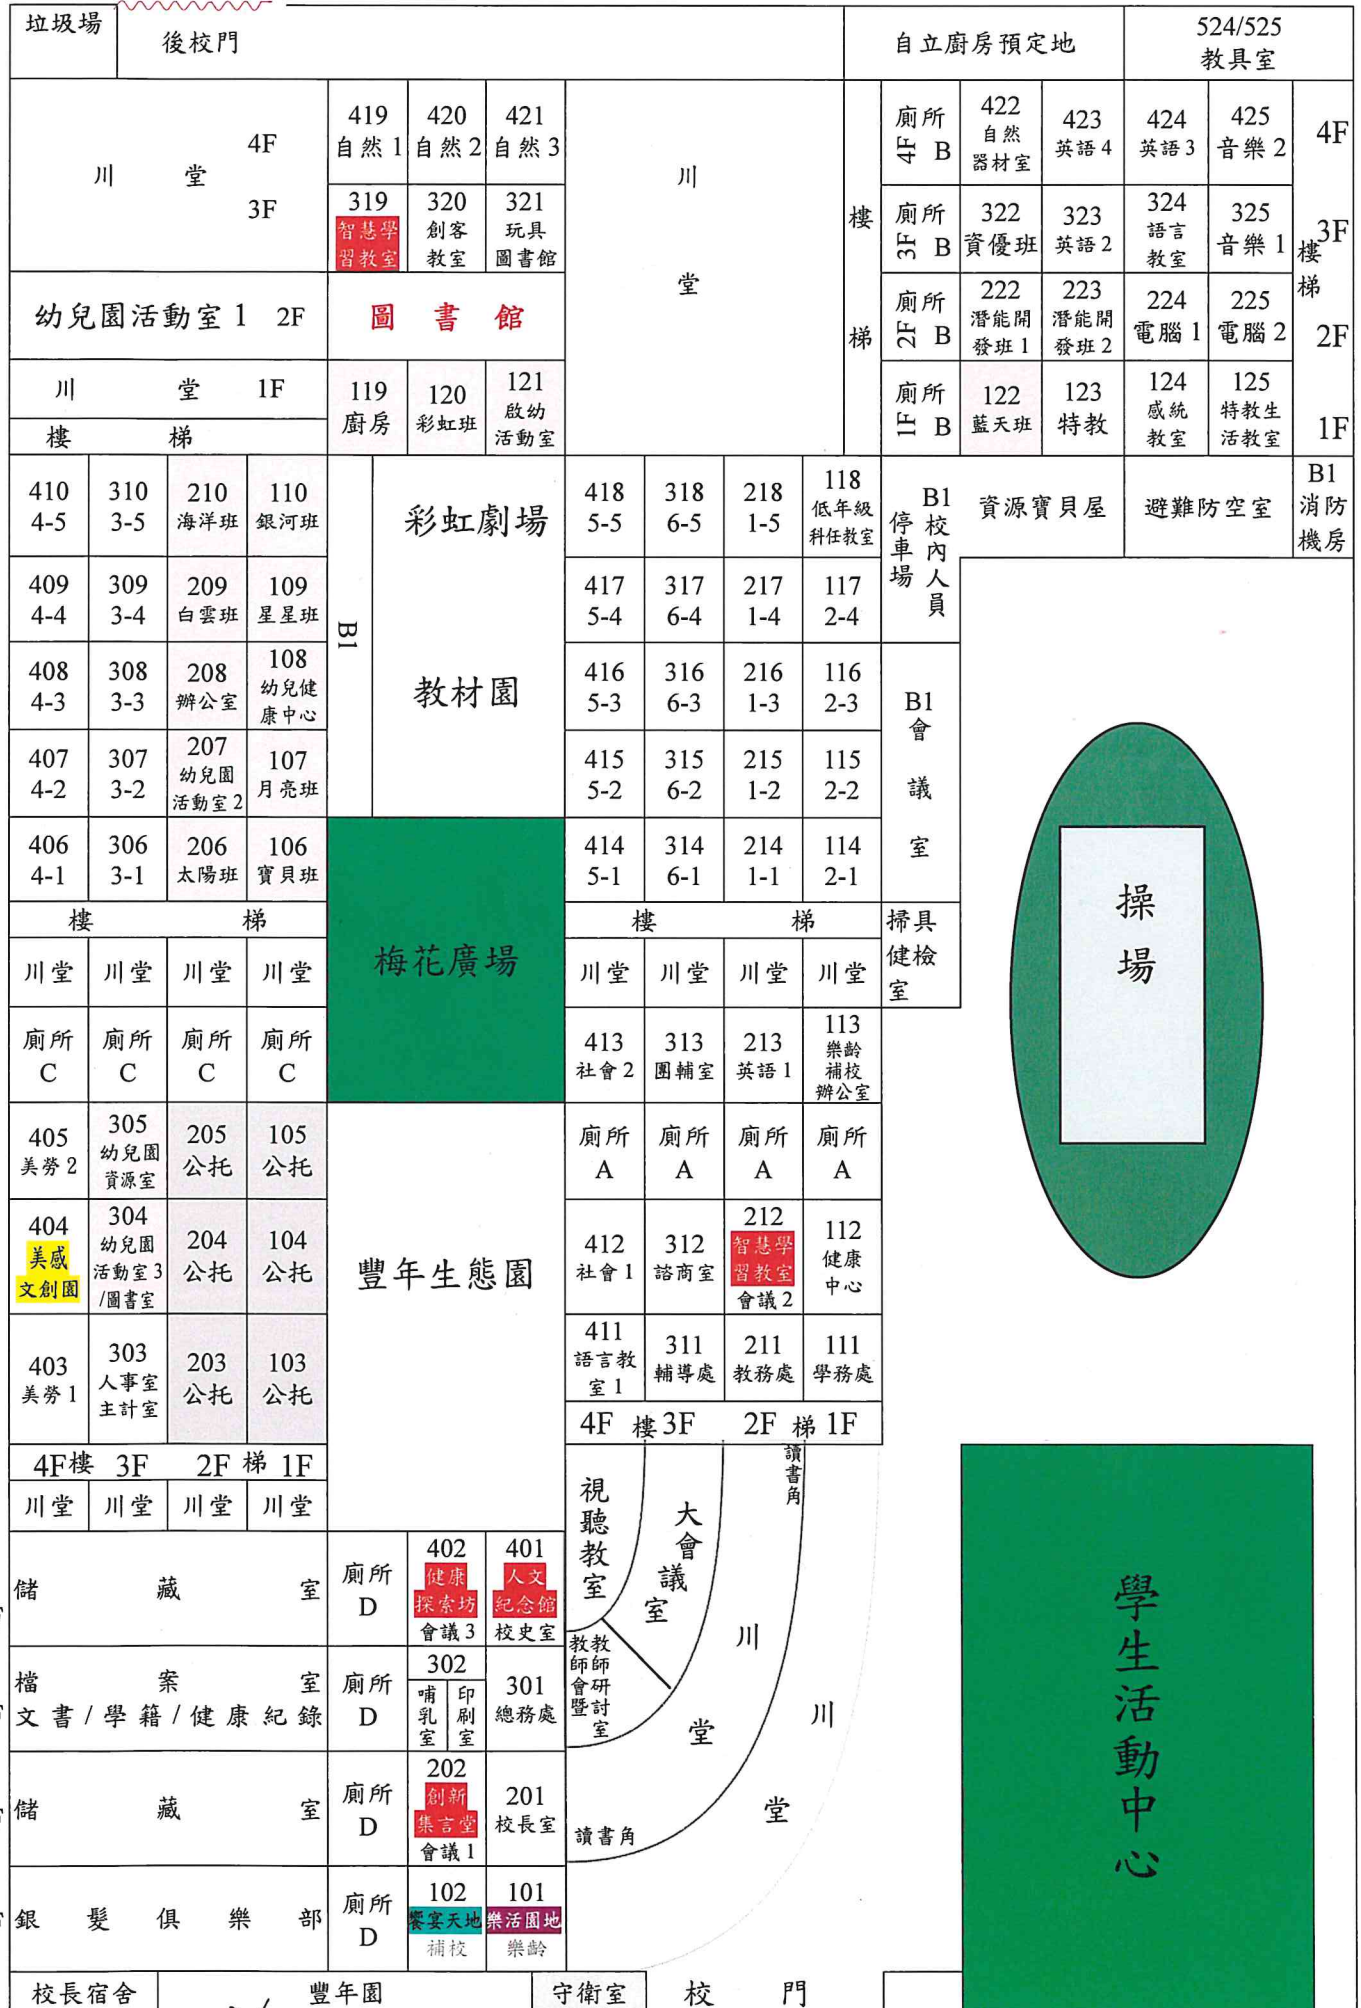 垃圾場
後校門
自立廚房預定地
524/525
教具室
川 堂
4F
3F
419
自然1
420
自然2
421
自然3
319
智慧學
習教室
320
創客
教室
321
玩具
圖書館
川
堂
樓
梯
廁所
4F B
422
自然
器材室
423
英語4
424
英語3
425
音樂2
4F
廁所
3F B
322
資優班
323
英語2
324
語言
教室
325
音樂1
3F
樓
梯
幼兒園活動室1 2F
圖 書 館
廁所
2F B
222
潛能開
發班1
223
潛能開
發班2
224
電腦1
225
電腦2
2F
川 堂 1F
樓 梯
119
廚房
120
彩虹班
121
啟幼
活動室
廁所
1F B
122
藍天班
123
特教
124
感統
教室
125
特教生
活教室
1F
410
4-5
310
3-5
210
海洋班
110
銀河班
彩虹劇場
418
5-5
318
6-5
218
1-5
118
低年級
科任教室
B1
校內人員
停車場
資源寶貝屋
避難防空室
B1
消防
機房
409
4-4
309
3-4
209
白雲班
109
星星班
B1
417
5-4
317
6-4
217
1-4
117
2-4
408
4-3
308
3-3
208
辦公室
108
幼兒健
康中心
教材園
416
5-3
316
6-3
216
1-3
116
2-3
B1
會
議
室
407
4-2
307
3-2
207
幼兒園
活動室2
107
月亮班
415
5-2
315
6-2
215
1-2
115
2-2
406
4-1
306
3-1
206
太陽班
106
寶貝班
梅花廣場
414
5-1
314
6-1
214
1-1
114
2-1
操
場
樓 梯
樓 梯
掃具
健檢
室
川堂
川堂
川堂
川堂
川堂
川堂
川堂
川堂
廁所
C
廁所
C
廁所
C
廁所
C
413
社會2
313
團輔室
213
英語1
113
樂齡
補校
辦公室
405
美勞2
305
幼兒園
資源室
205
公托
105
公托
豐年生態園
廁所
A
廁所
A
廁所
A
廁所
A
404
美感
文創園
304
幼兒園
活動室3
/圖書室
204
公托
104
公托
412
社會1
312
諮商室
212
智慧學
習教室
會議2
112
健康
中心
403
美勞1
303
人事室
主計室
203
公托
103
公托
411
語言教
室1
311
輔導處
211
教務處
111
學務處
4F樓 3F 2F 梯 1F
4F 樓 3F 2F 梯 1F
川堂
川堂
川堂
川堂
視聽教室
大會議室
讀書角
川
堂
川
堂
教師會暨
教師研討室
讀書角
學生活動中心
儲 藏 室
廁所
D
402
健康
探索坊
會議3
401
人文
紀念館
校史室
檔 案 室
文書/學籍/健康紀錄
廁所
D
302
哺乳室
印刷室
301
總務處
儲 藏 室
廁所
D
202
創新
集言堂
會議1
201
校長室
銀 髮 俱 樂 部
廁所
D
102
饗宴天地
補校
101
樂活園地
樂齡
校長宿舍
豐年園
守衛室
校 門